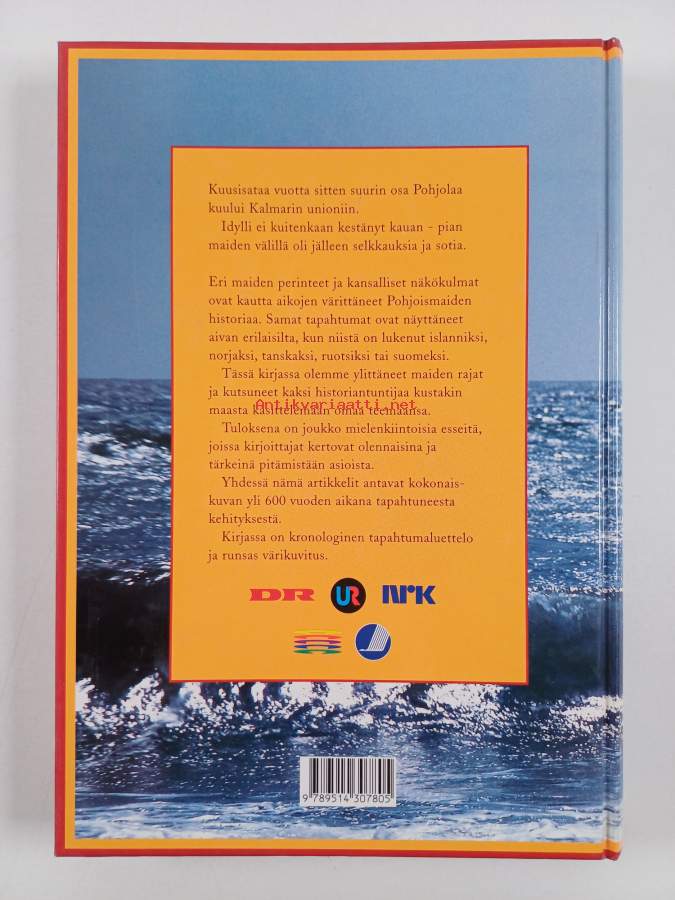 Kuusisataa vuotta sitten suurin osa Pohjolaa
kuului Kalmarin unioniin.
Idylli ei kuitenkaan kestänyt kauan - pian
maiden välillä oli jälleen selkkauksia ja sotia.
Eri maiden perinteet ja kansalliset näkökulmat
ovat kautta aikojen värittäneet Pohjoismaiden
historiaa. Samat tapahtumat ovat näyttäneet
aivan erilaisilta, kun niistä on lukenut islanniksi,
norjaksi, tanskaksi, ruotsiksi tai suomeksi.
Tässä kirjassa olemme ylittäneet maiden rajat
ja kutsuneet kaksi historiantuntijaa kustakin
Antikvariaatti.net
maasta käsittelemään omaa teemaansa.
Tuloksena on joukko mielenkiintoisia esseitä,
joissa kirjoittajat kertovat olennaisina ja
tärkeinä pitämistään asioista.
Yhdessä nämä artikkelit antavat kokonais-
kuvan yli 600 vuoden aikana tapahtuneesta
kehityksestä.
Kirjassa on kronologinen tapahtumaluettelo
ja runsas värikuvitus.
DR UR NRK
9 789514 307805